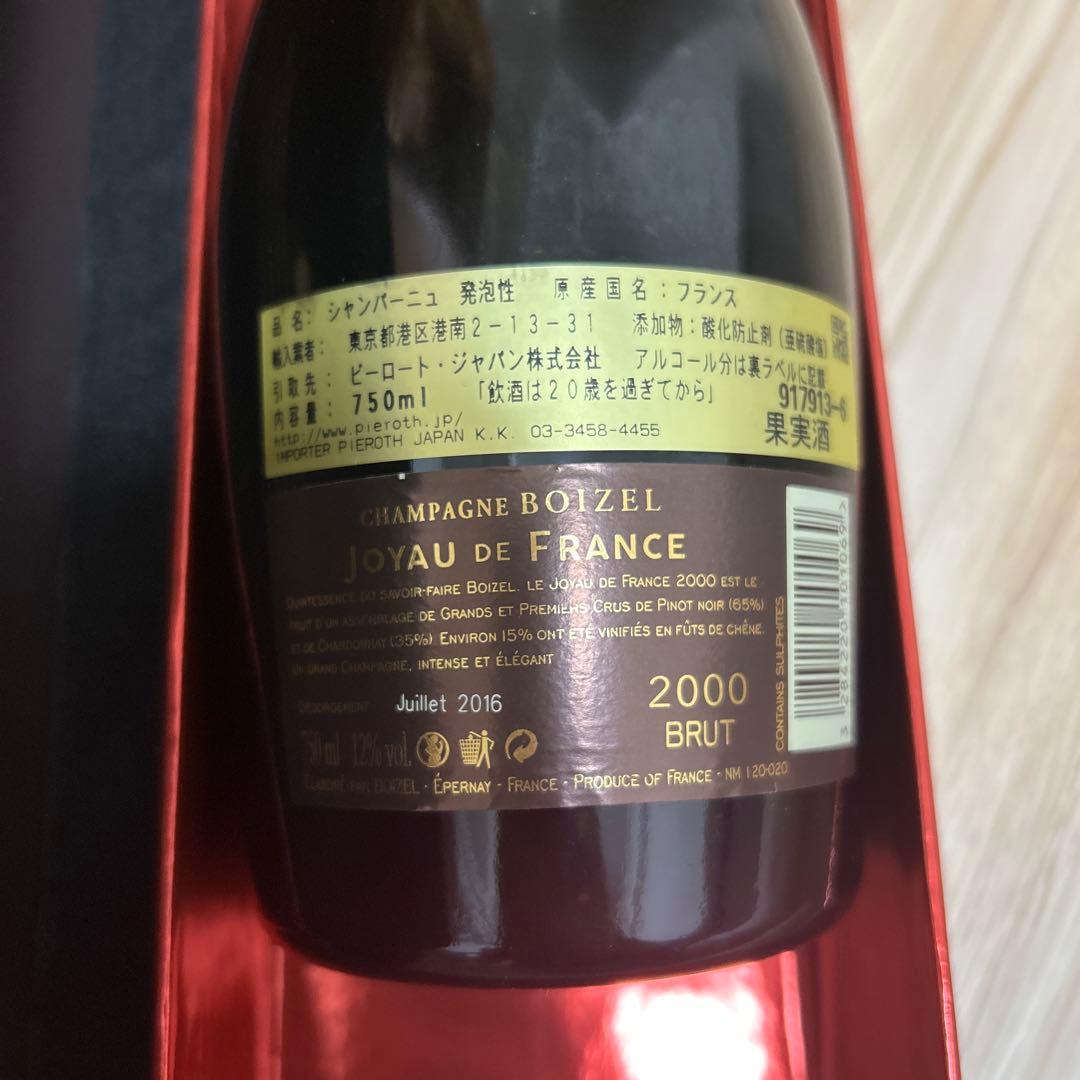 品名: シャンパーニュ 発泡性 原産国名:フランス
輸入業者: 東京都港区港南2-13-31 添加物:酸化防止剤(亜硫酸塩)
引取先: ピーロート・ジャパン株式会社 アルコール分は裏ラベルに記載
内容量: 750ml 「飲酒は20歳を過ぎてから」 917913-6
http://www.pieroth.jp/
IMPORTER PIEROTH JAPAN K.K. 03-3458-4455 果実酒
CHAMPAGNE BOIZEL
JOYAU DE FRANCE
QUINTESSENCE DU SAVOIR-FAIRE BOIZEL, LE JOYAU DE FRANCE 2000 EST LE
FRUIT D'UN ASSEMBLAGE DE GRANDS ET PREMIERS CRUS DE PINOT NOIR (65%)
ET DE CHARDONNAY (35%) ENVIRON 15% ONT ÉTÉ VINIFIÉS EN FÛTS DE CHÊNE.
UN GRAND CHAMPAGNE, INTENSE ET ÉLÉGANT
DÉGORGEMENT Juillet 2016
2000
BRUT
750 ml 12% vol.
ÉLABORÉ PAR BOIZEL - ÉPERNAY - FRANCE - PRODUCE OF FRANCE - NM 120-020
CONTAINS SULPHITES
3 284220 101069 >